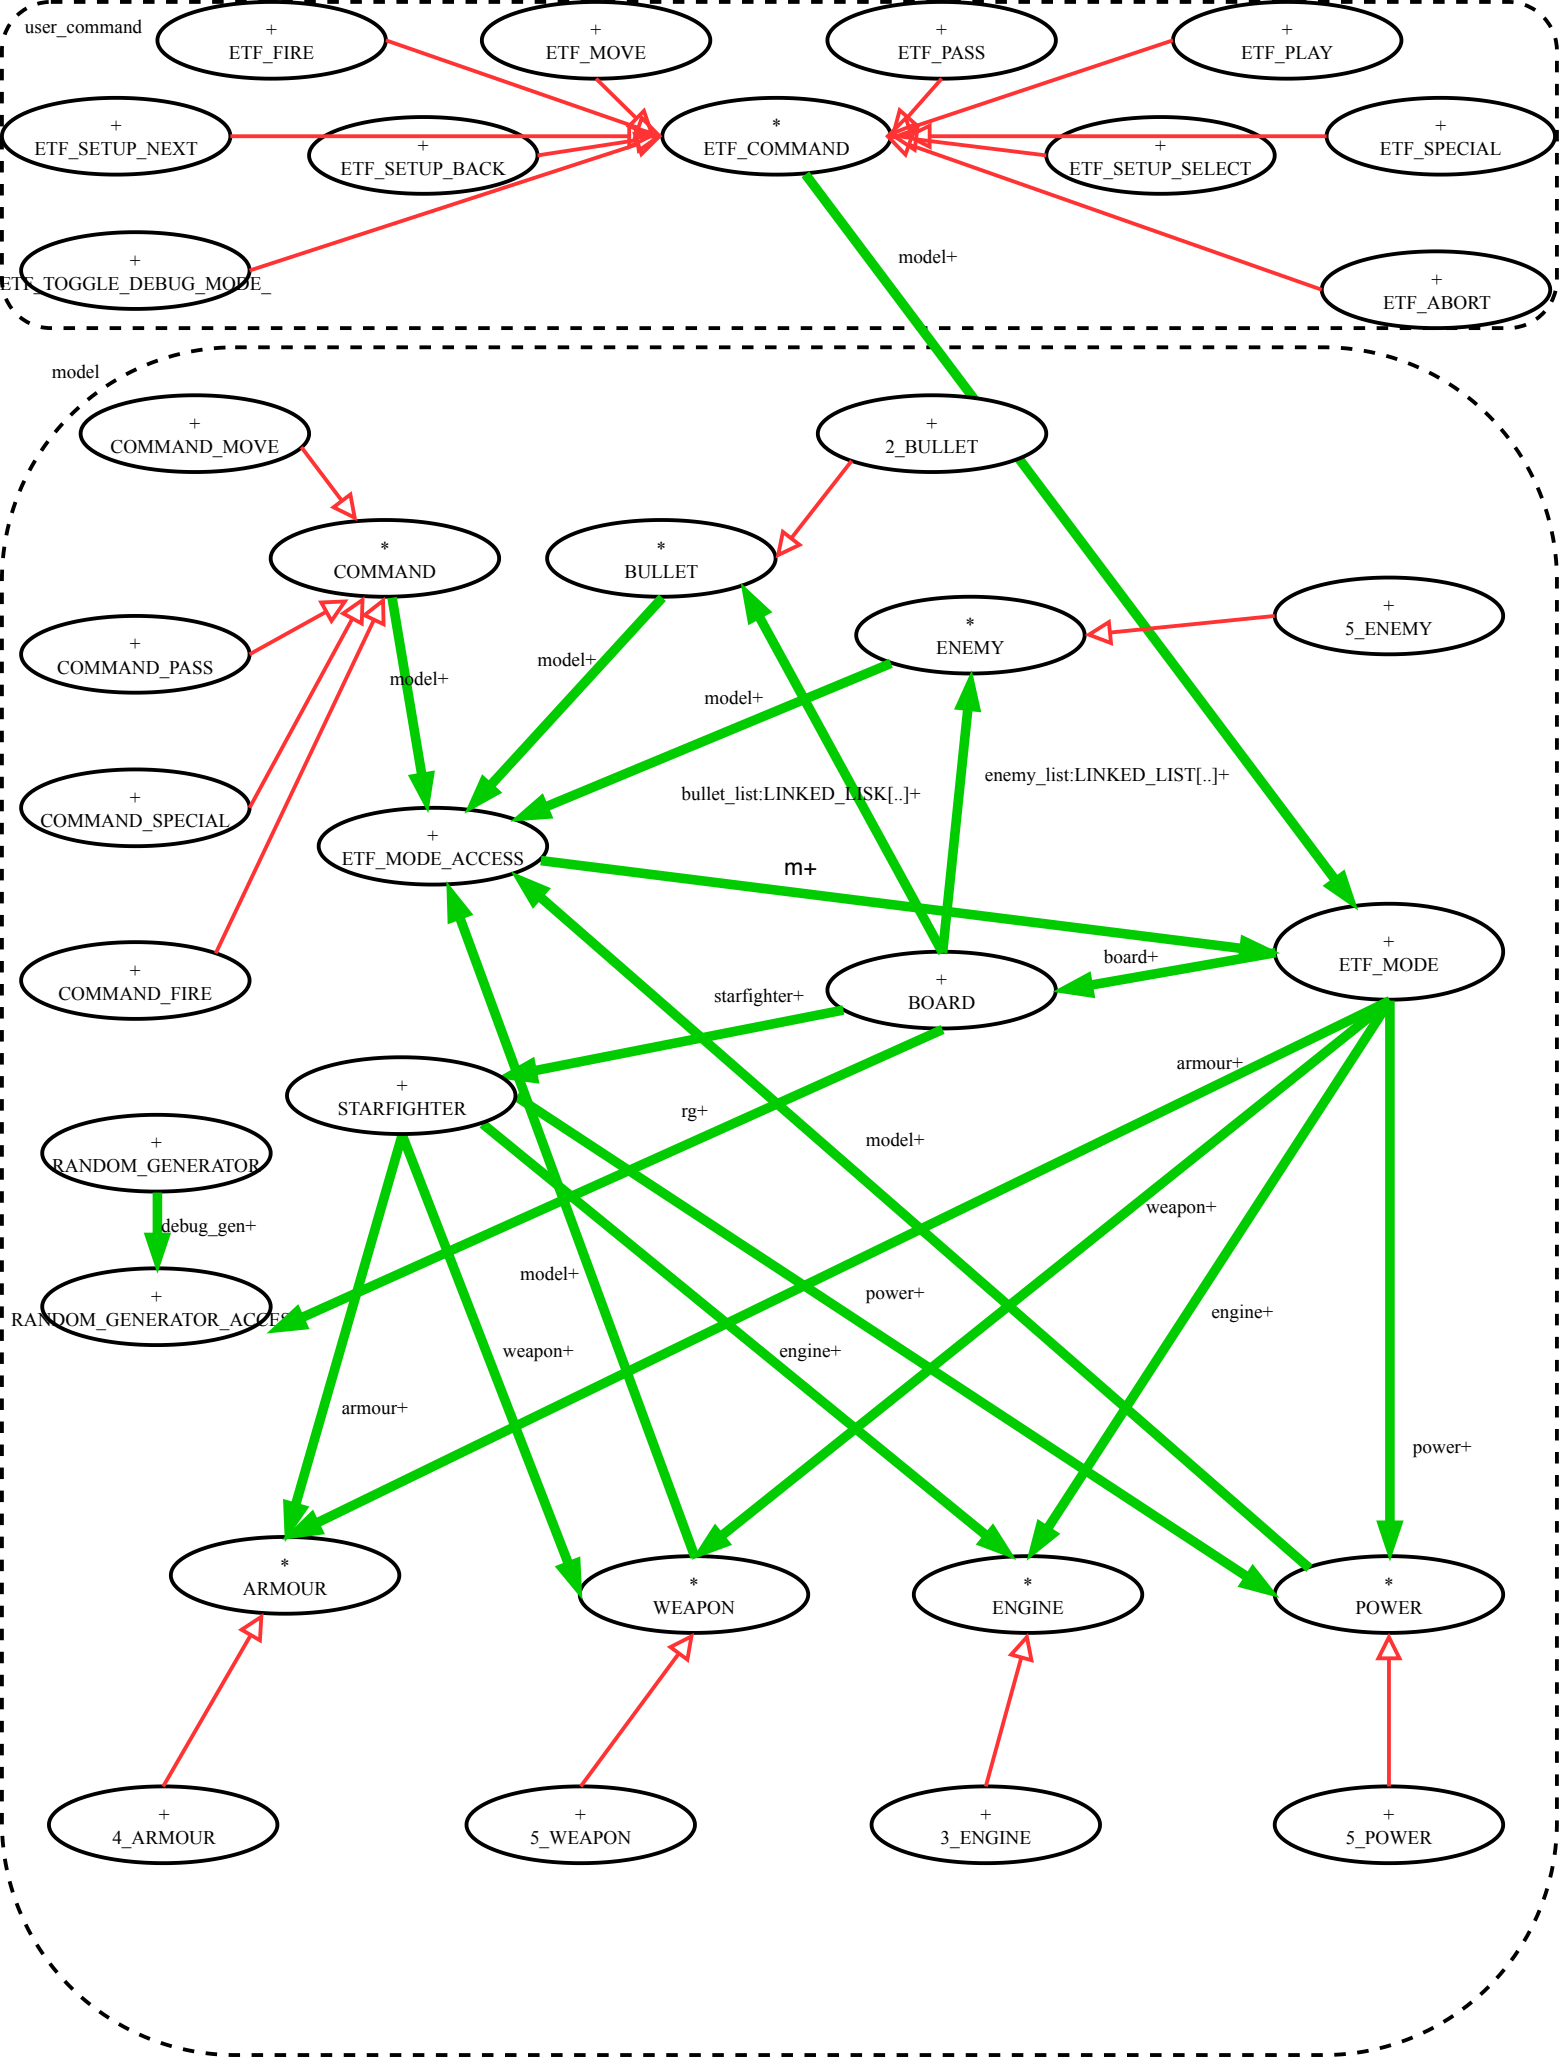 user_command
+
ETF_FIRE
+
ETF_MOVE
+
ETF_PASS
+
ETF_PLAY
+
ETF_SETUP_NEXT
+
ETF_SETUP_BACK
*
ETF_COMMAND
+
ETF_SETUP_SELECT
+
ETF_SPECIAL
+
ETF_TOGGLE_DEBUG_MODE_
model+
+
ETF_ABORT
model
+
COMMAND_MOVE
+
2_BULLET
*
COMMAND
*
BULLET
*
ENEMY
+
5_ENEMY
+
COMMAND_PASS
model+
model+
model+
enemy_list:LINKED_LIST[..]+
bullet_list:LINKED_LISK[..]+
+
COMMAND_SPECIAL
+
ETF_MODE_ACCESS
m+
+
ETF_MODE
board+
+
COMMAND_FIRE
+
BOARD
starfighter+
armour+
+
STARFIGHTER
rg+
model+
+
RANDOM_GENERATOR
weapon+
debug_gen+
model+
power+
engine+
+
RANDOM_GENERATOR_ACCES
weapon+
engine+
armour+
power+
*
ARMOUR
*
WEAPON
*
ENGINE
*
POWER
+
4_ARMOUR
+
5_WEAPON
+
3_ENGINE
+
5_POWER